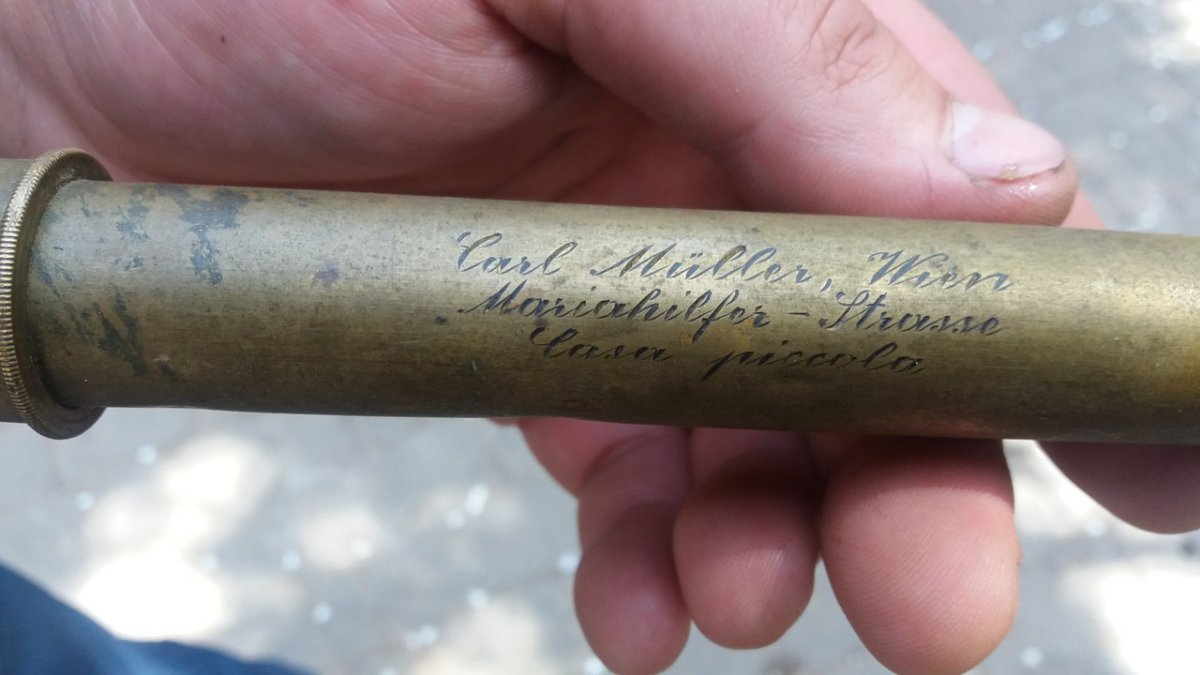 Carl Müller, Wien
Mariahilfer-Strasse
Casa piccola